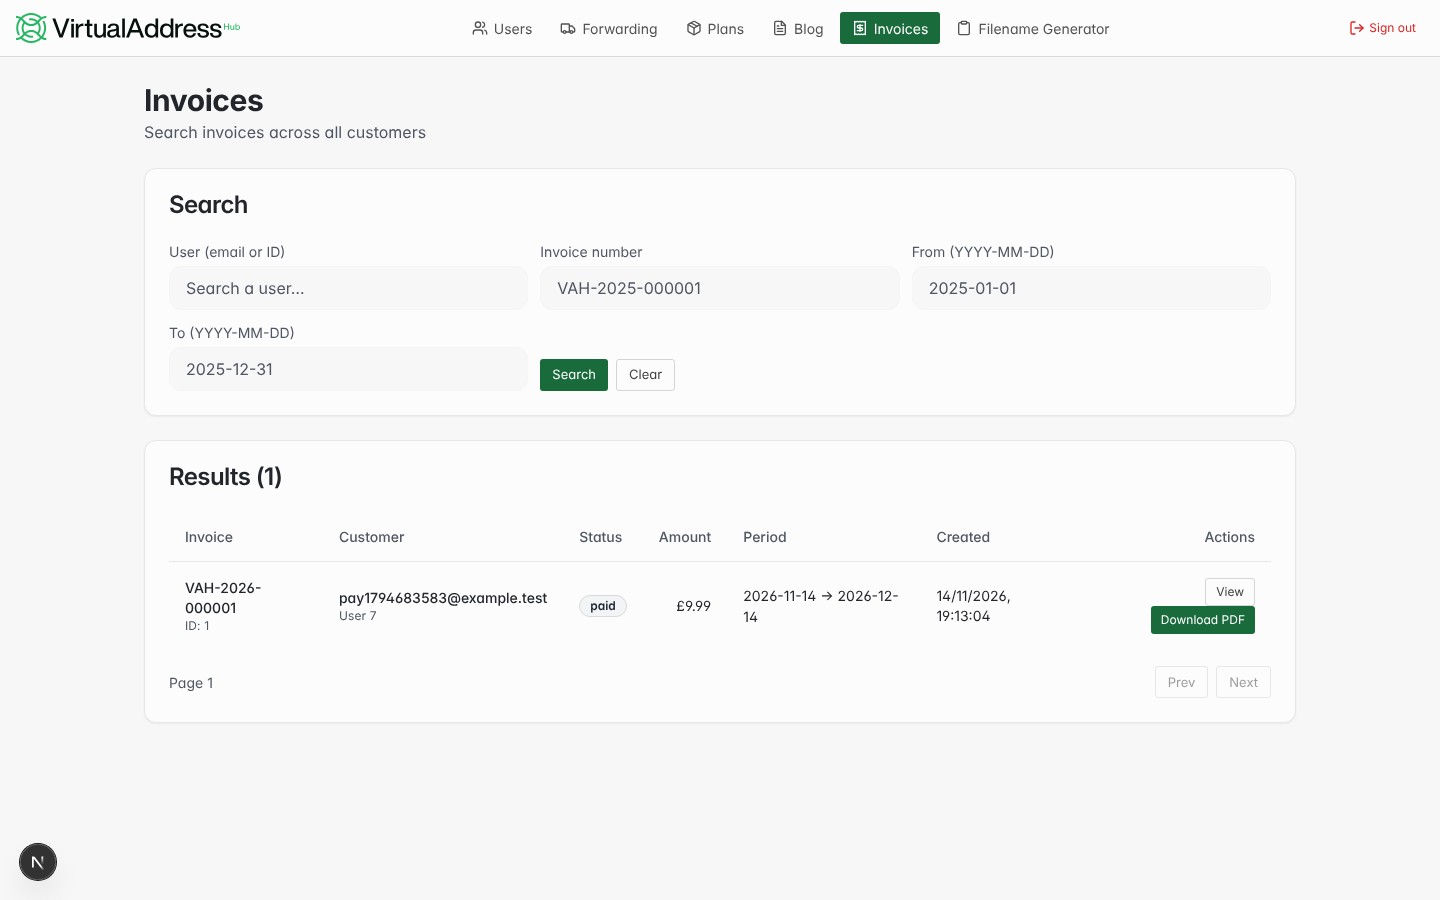 VirtualAddress Hub
Users
Forwarding
Plans
Blog
Invoices
Filename Generator
Sign out
Invoices
Search invoices across all customers
Search
User (email or ID)
Invoice number
From (YYYY-MM-DD)
Search a user...
VAH-2025-000001
2025-01-01
To (YYYY-MM-DD)
2025-12-31
Search
Clear
Results (1)
Invoice
Customer
Status
Amount
Period
Created
Actions
VAH-2026-
000001
ID: 1
pay1794683583@example.test
User 7
paid
£9.99
2026-11-14 → 2026-12-
14
14/11/2026,
19:13:04
View
Download PDF
Page 1
Prev
Next
N